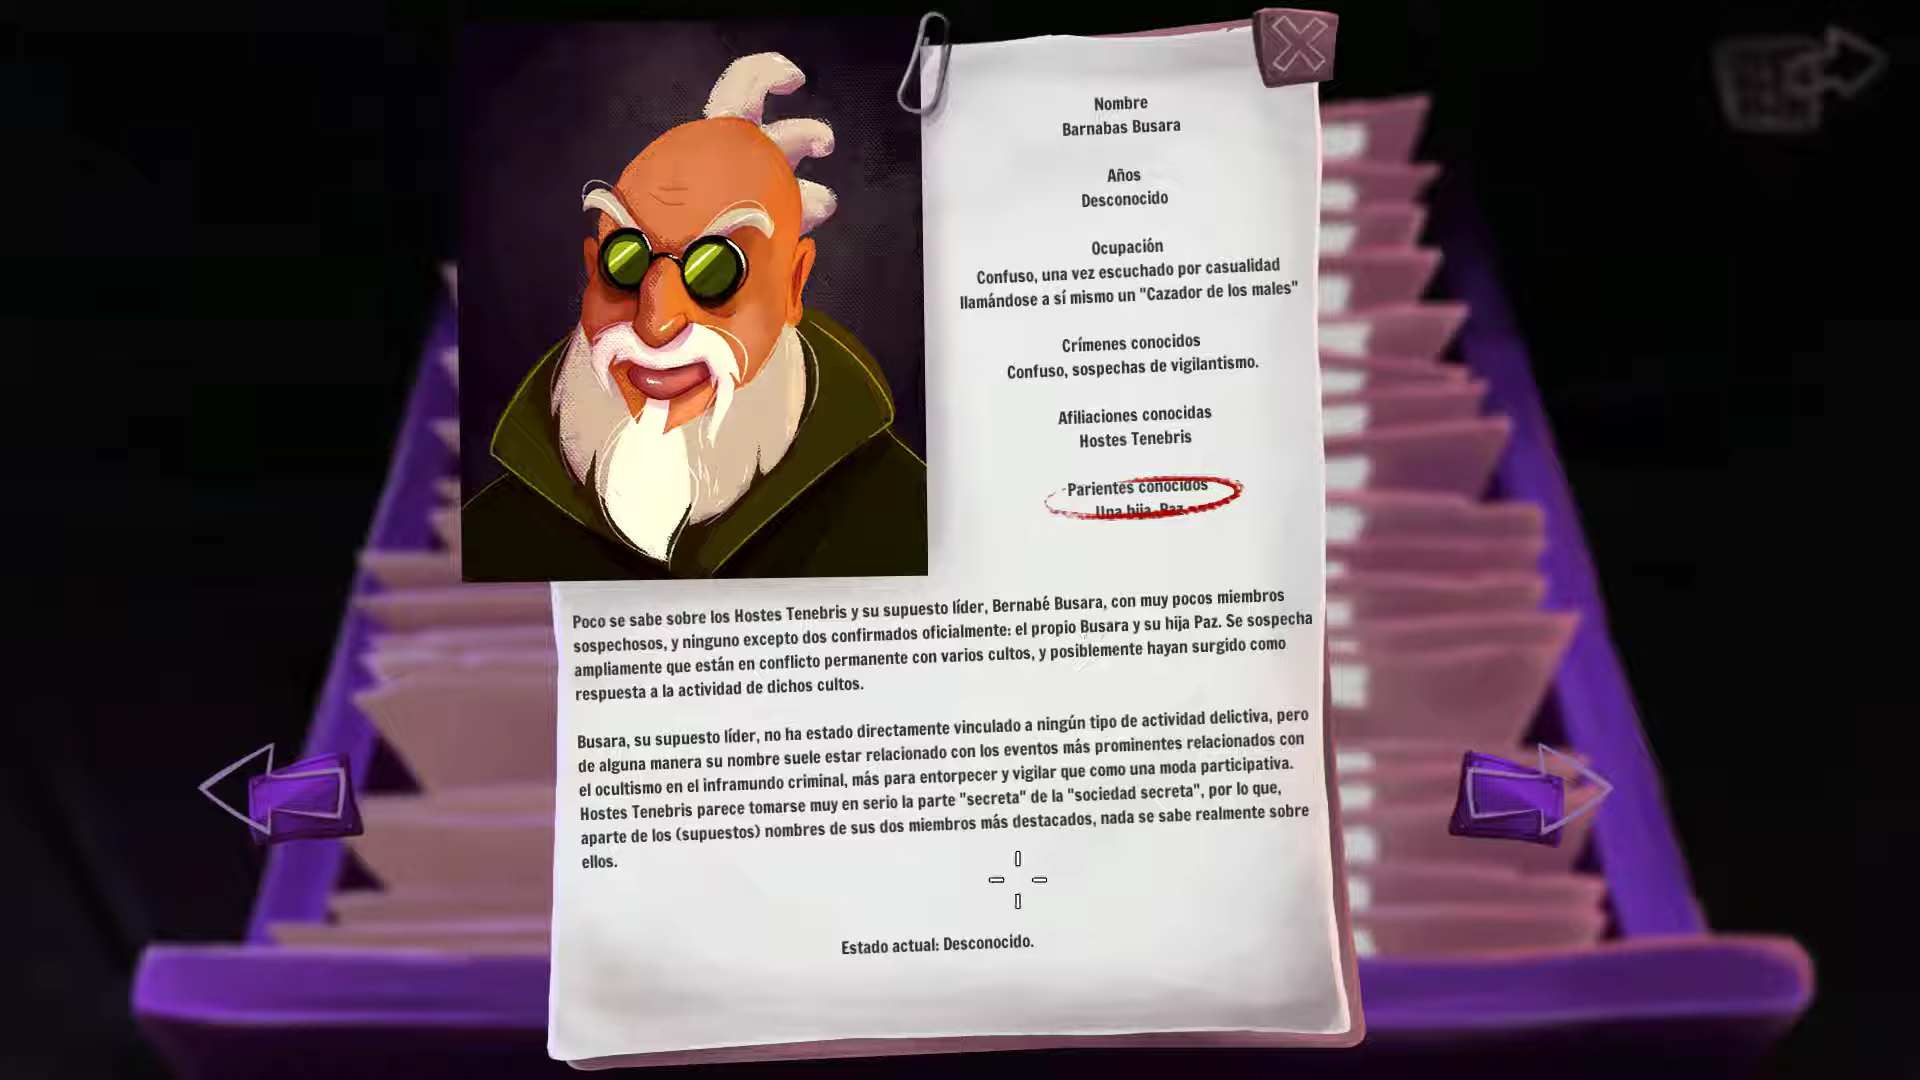 Nombre
Barnabas Busara
Años
Desconocido
Ocupación
Confuso, una vez escuchado por casualidad
llamándose a sí mismo un "Cazador de los males"
Crímenes conocidos
Confuso, sospechas de vigilantismo.
Afiliaciones conocidas
Hostes Tenebris
Parientes conocidos
Una hija, Paz
Poco se sabe sobre los Hostes Tenebris y su supuesto líder, Bernabé Busara, con muy pocos miembros
sospechosos, y ninguno excepto dos confirmados oficialmente: el propio Busara y su hija Paz. Se sospecha
ampliamente que están en conflicto permanente con varios cultos, y posiblemente hayan surgido como
respuesta a la actividad de dichos cultos.
Busara, su supuesto líder, no ha estado directamente vinculado a ningún tipo de actividad delictiva, pero
de alguna manera su nombre suele estar relacionado con los eventos más prominentes relacionados con
el ocultismo en el inframundo criminal, más para entorpecer y vigilar que como una moda participativa.
Hostes Tenebris parece tomarse muy en serio la parte "secreta" de la "sociedad secreta", por lo que,
aparte de los (supuestos) nombres de sus dos miembros más destacados, nada se sabe realmente sobre
ellos.
Estado actual: Desconocido.